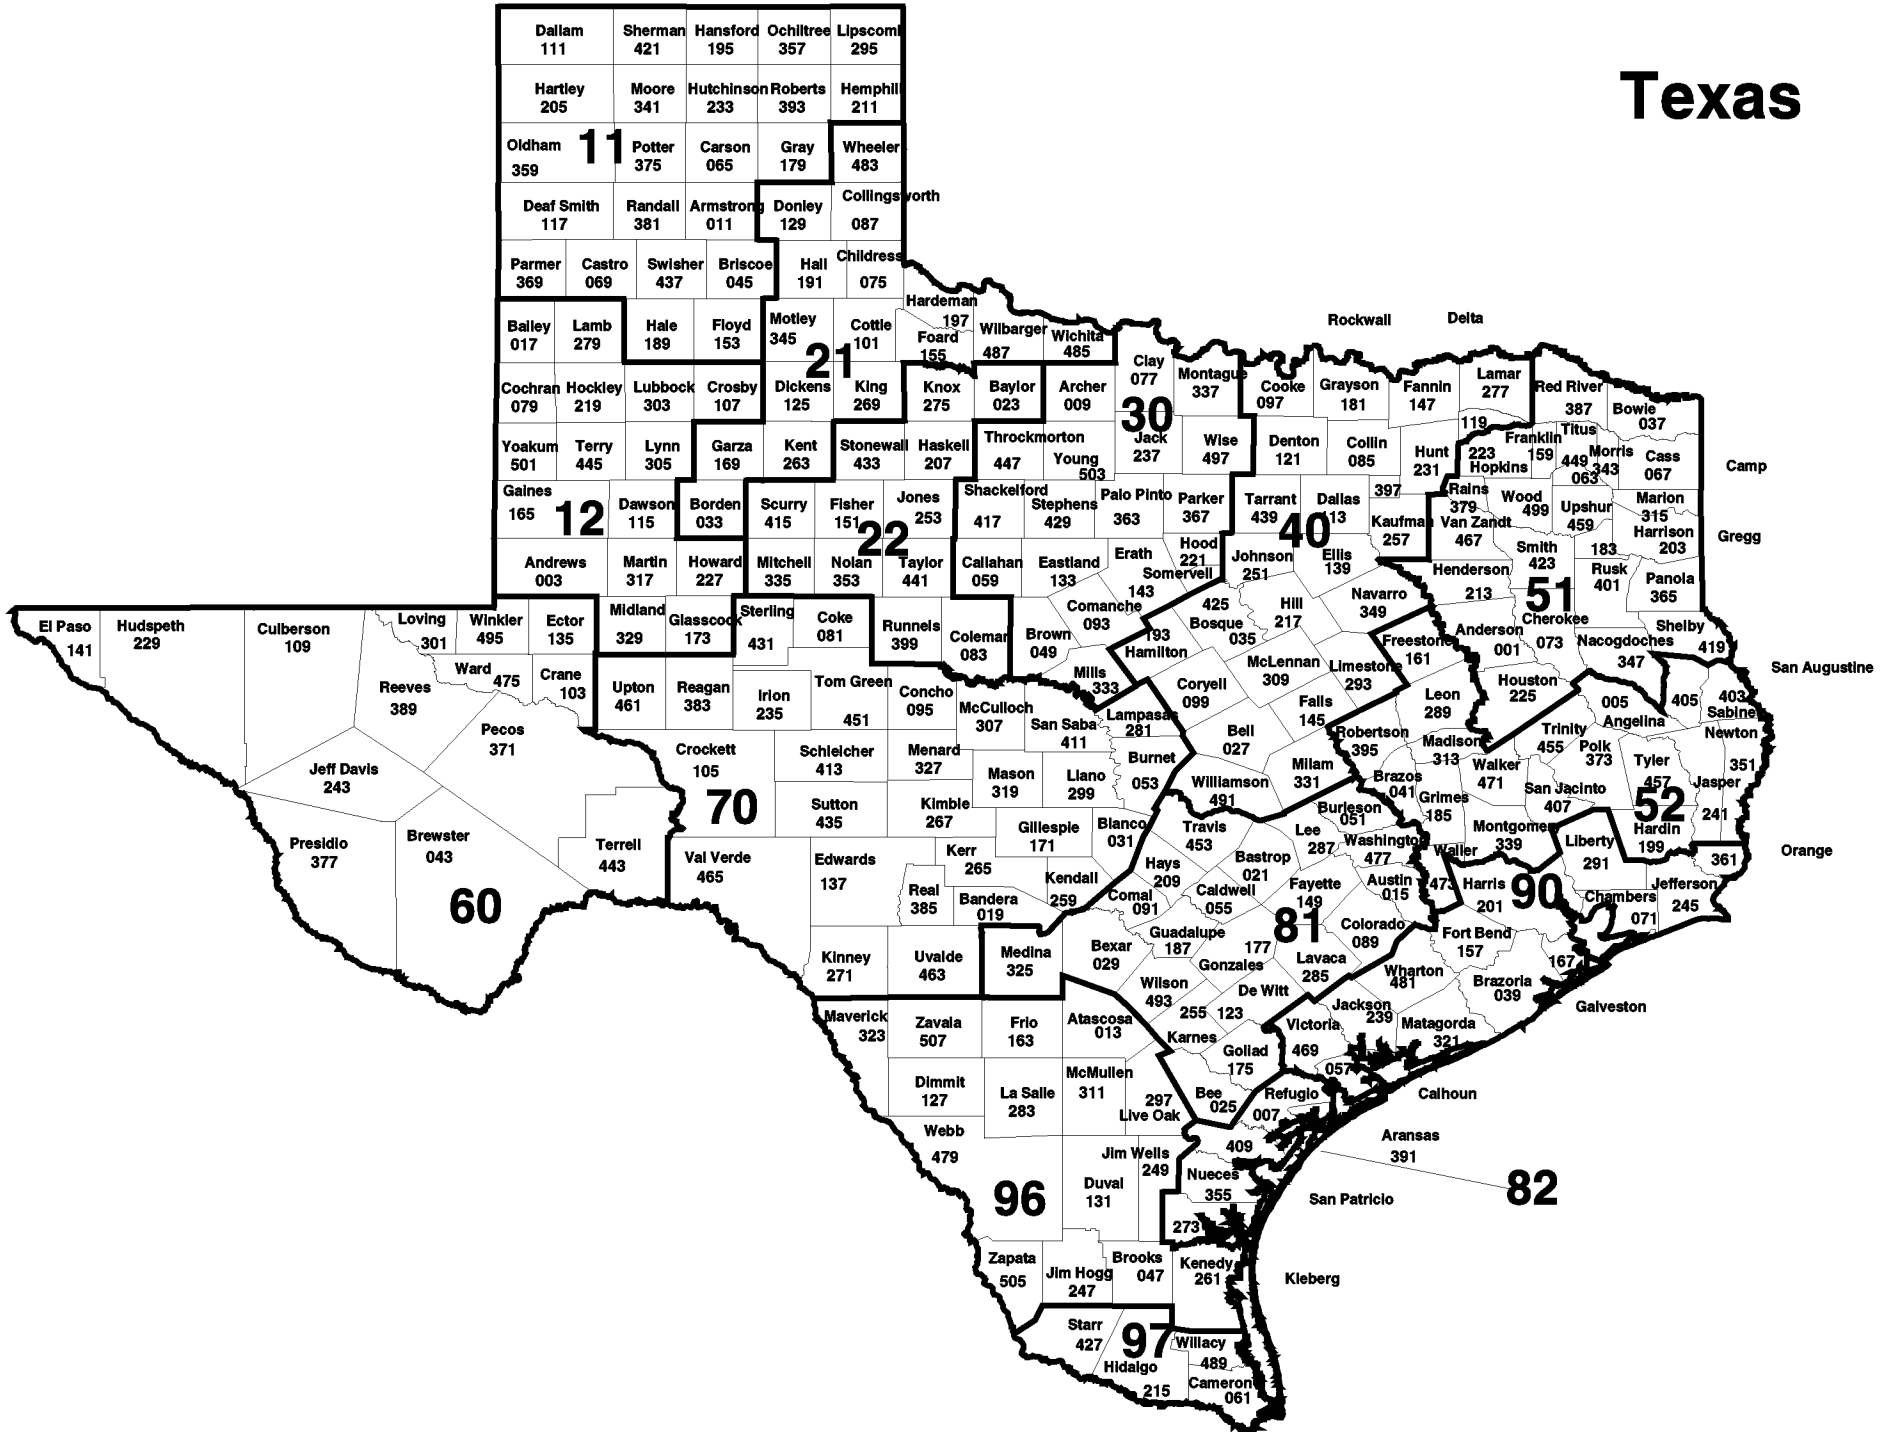 Texas
Dallam Sherman Hansford Ochiltree Lipscomb
111 421 195 357 295
Hartley Moore Hutchinson Roberts Hemphill
205 341 233 393 211
Oldham 11 Potter Carson Gray Wheeler
359 375 065 179 483
Deaf Smith Randall Armstrong Donley Collingsworth
117 381 011 129 087
Parmer Castro Swisher Briscoe Hall Childress
369 069 437 045 191 075
Hardeman
197
Bailey Lamb Hale Floyd Motley Cottle Foard Wilbarger Wichita
017 279 189 153 345 101 155 487 485
21
Rockwall Delta
Clay
077
Cochran Hockley Lubbock Crosby Dickens King Knox Baylor Archer Montague Cooke Grayson Fannin Lamar Red River
079 219 303 107 125 269 275 023 009 337 097 181 147 277 387
30
Bowie
037
119
Yoakum Terry Lynn Garza Kent Stonewall Haskell Throckmorton Young Jack Wise Denton Collin Hunt Hopkins Franklin Titus Morris Cass
501 445 305 169 263 433 207 447 503 237 497 121 085 231 223 159 449 343 067
063
Camp
Gaines Dawson Borden Scurry Fisher Jones Shackelford Stephens Palo Pinto Parker Tarrant Dallas Rains Wood Upshur Marion
165 115 033 415 151 253 417 429 363 367 439 113 397 379 499 459 315
12 22 40
Kaufman Van Zandt Harrison Gregg
257 467 203
183
Andrews Martin Howard Mitchell Nolan Taylor Callahan Eastland Erath Hood Johnson Ellis Henderson Smith Rusk Panola
003 317 227 335 353 441 059 133 143 221 251 139 213 423 401 365
Somervell
425
51
El Paso Hudspeth Culberson Loving Winkler Ector Midland Glasscock Sterling Coke Runnels Coleman Brown Comanche Bosque Hill Navarro Anderson Cherokee Shelby
141 229 109 301 495 135 329 173 431 081 399 083 049 093 035 217 349 001 073 419
Hamilton
193
Freestone Nacogdoches
161 347
San Augustine
405
Reeves Ward Crane Upton Reagan Irion Tom Green Concho McCulloch San Saba Mills Lampasas Coryell McLennan Limestone Leon Houston Angelina Sabine
389 475 103 461 383 235 451 095 307 411 333 281 099 309 293 289 225 005 403
Pecos
371
Bell Falls Robertson Madison Trinity Polk Newton
027 145 395 313 455 373 351
Jeff Davis Crockett Schleicher Menard Mason Llano Burnet Williamson Milam Brazos Walker San Jacinto Tyler Jasper
243 105 413 327 319 299 053 491 331 041 471 407 457 241
70
Sutton Kimble Gillespie Blanco Travis Lee Burleson Grimes Montgomery Hardin
435 267 171 031 453 287 051 185 339 199
52
Presidio Brewster Terrell Val Verde Edwards Kerr Kendall Hays Bastrop Washington Waller Liberty Orange
377 043 443 465 137 265 259 209 021 477 473 291 361
60
Real Bandera Comal Caldwell Fayette Austin Harris 90 Chambers Jefferson
385 019 091 055 149 015 201 071 245
81
Kinney Uvalde Medina Bexar Guadalupe Gonzales Lavaca Colorado Fort Bend
271 463 325 029 187 177 285 089 157
167
Wilson De Witt Wharton Brazoria
493 123 481 039
Galveston
Maverick Zavala Frio Atascosa Karnes Victoria Jackson Matagorda
323 507 163 013 255 469 239 321
Goliad
175
057
Calhoun
Dimmit La Salle McMullen Live Oak Bee Refugio
127 283 311 297 025 007
Aransas
391
Webb Jim Wells
479 249
409
82
96 Duval Nueces
131 355
San Patricio
273
Zapata Jim Hogg Brooks Kenedy
505 247 047 261
Kleberg
Starr 97 Willacy
427 489
Hidalgo Cameron
215 061